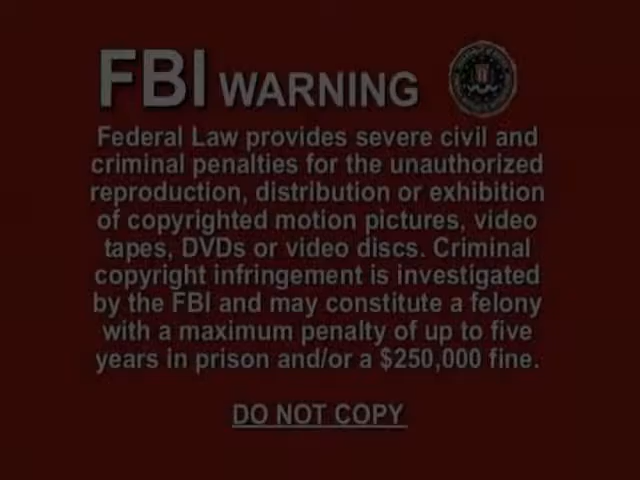 FBI WARNING
Federal Law provides severe civil and
criminal penalties for the unauthorized
reproduction, distribution or exhibition
of copyrighted motion pictures, video
tapes, DVDs or video discs. Criminal
copyright infringement is investigated
by the FBI and may constitute a felony
with a maximum penalty of up to five
years in prison and/or a $250,000 fine.
DO NOT COPY